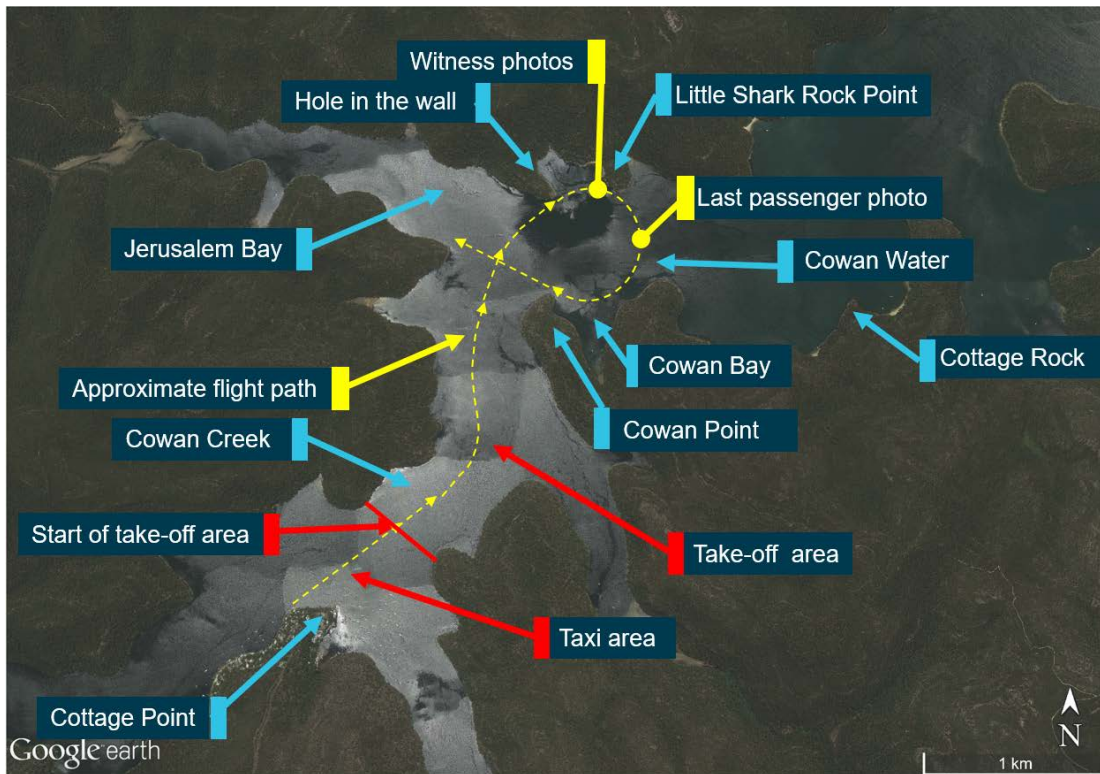 Witness photos
Hole in the wall
Little Shark Rock Point
Last passenger photo
Jerusalem Bay
Cowan Water
Cowan Bay
Cottage Rock
Approximate flight path
Cowan Point
Cowan Creek
Start of take-off area
Take-off area
Taxi area
Cottage Point
N
Google earth
1 km